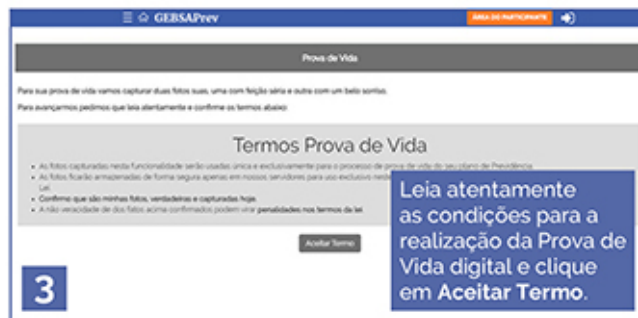 GEBSAPrev
ÁREA DO PARTICIPANTE
Prova de Vida
Para sua prova de vida vamos capturar duas fotos suas, uma com feição séria e outra com um belo sorriso.
Para avançarmos pedimos que leia atentamente e confirme os termos abaixo:
Termos Prova de Vida
As fotos capturadas nesta funcionalidade serão usadas única e exclusivamente para o processo de prova de vida do seu plano de Previdência.
As fotos ficarão armazenadas de forma segura apenas em nossos servidores para uso exclusivo neste
Lei.
Confirmo que são minhas fotos, verdadeiras e capturadas hoje.
A não veracidade de dos fatos acima confirmados podem virar penalidades nos termos da lei
Aceitar Termo
Leia atentamente
as condições para a
realização da Prova de
Vida digital e clique
em Aceitar Termo.
3